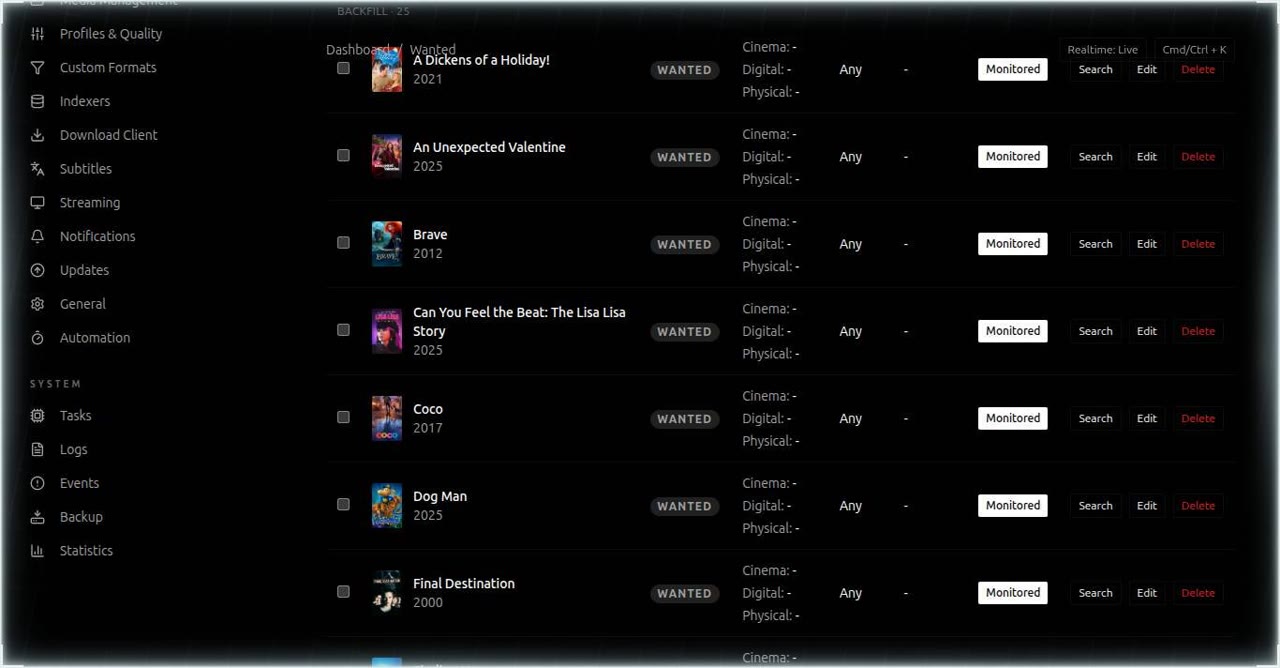 Media Management
Profiles & Quality
Custom Formats
Indexers
Download Client
Subtitles
Streaming
Notifications
Updates
General
Automation
SYSTEM
Tasks
Logs
Events
Backup
Statistics
BACKFILL · 25
Dashboard / Wanted
Realtime: Live
Cmd/Ctrl + K
A Dickens of a Holiday!
2021
WANTED
Cinema: -
Digital: -
Physical: -
Any
-
Monitored
Search
Edit
Delete
An Unexpected Valentine
2025
WANTED
Cinema: -
Digital: -
Physical: -
Any
-
Monitored
Search
Edit
Delete
Brave
2012
WANTED
Cinema: -
Digital: -
Physical: -
Any
-
Monitored
Search
Edit
Delete
Can You Feel the Beat: The Lisa Lisa
Story
2025
WANTED
Cinema: -
Digital: -
Physical: -
Any
-
Monitored
Search
Edit
Delete
Coco
2017
WANTED
Cinema: -
Digital: -
Physical: -
Any
-
Monitored
Search
Edit
Delete
Dog Man
2025
WANTED
Cinema: -
Digital: -
Physical: -
Any
-
Monitored
Search
Edit
Delete
Final Destination
2000
WANTED
Cinema: -
Digital: -
Physical: -
Any
-
Monitored
Search
Edit
Delete
Cinema: -